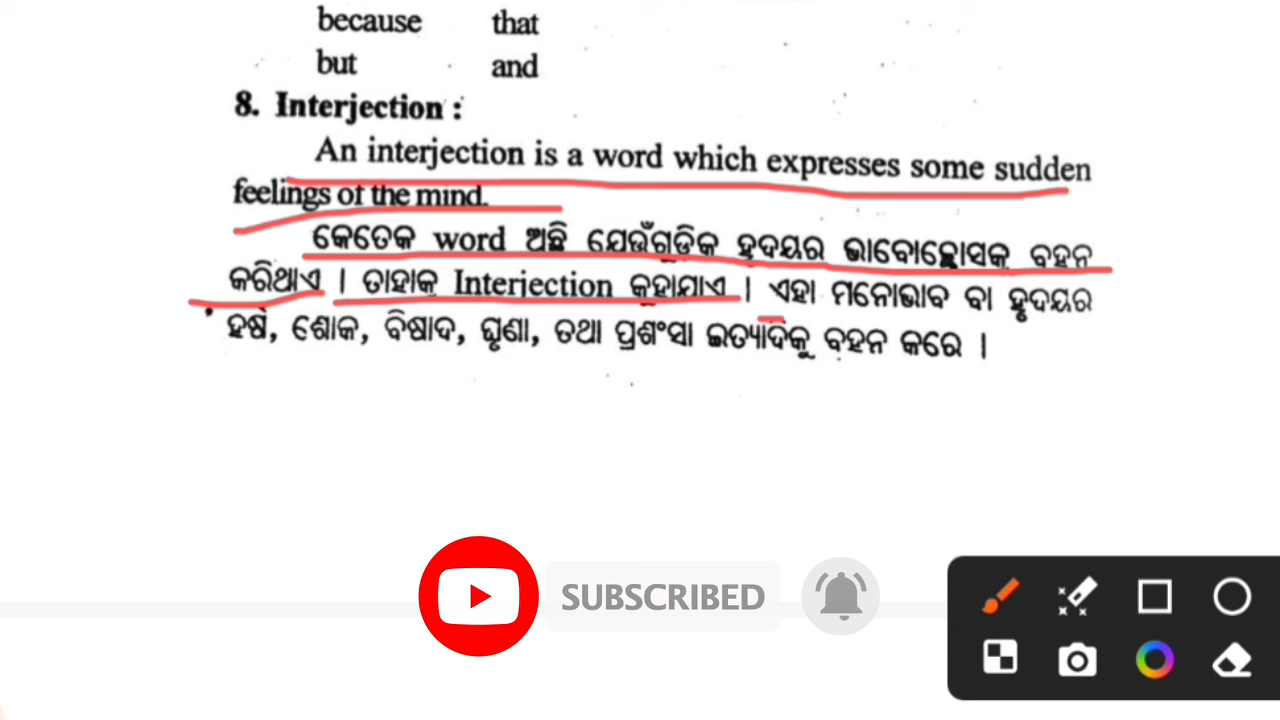 because that
but and
8. Interjection :
An interjection is a word which expresses some sudden
feelings of the mind.
କେତେକ word ଅଛି ଯେଉଁଗୁଡ଼ିକ ହୃଦୟର ଭାବୋଚ୍ଛ୍ବାସକୁ ବହନ
କରିଥାଏ । ତାହାକୁ Interjection କୁହାଯାଏ । ଏହା ମନୋଭାବ ବା ହୃଦୟର
ହର୍ଷ, ଶୋକ, ବିଷାଦ, ଘୃଣା, ତଥା ପ୍ରଶଂସା ଇତ୍ୟାଦିକୁ ବହନ କରେ ।
SUBSCRIBED